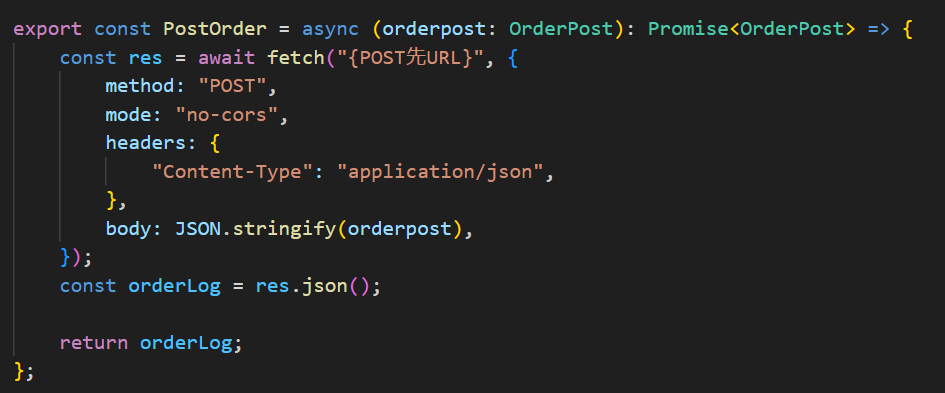 export const PostOrder = async (orderpost: OrderPost): Promise<OrderPost> => {
    const res = await fetch("{POST先URL}", {
        method: "POST",
        mode: "no-cors",
        headers: {
            "Content-Type": "application/json",
        },
        body: JSON.stringify(orderpost),
    });
    const orderLog = res.json();

    return orderLog;
};